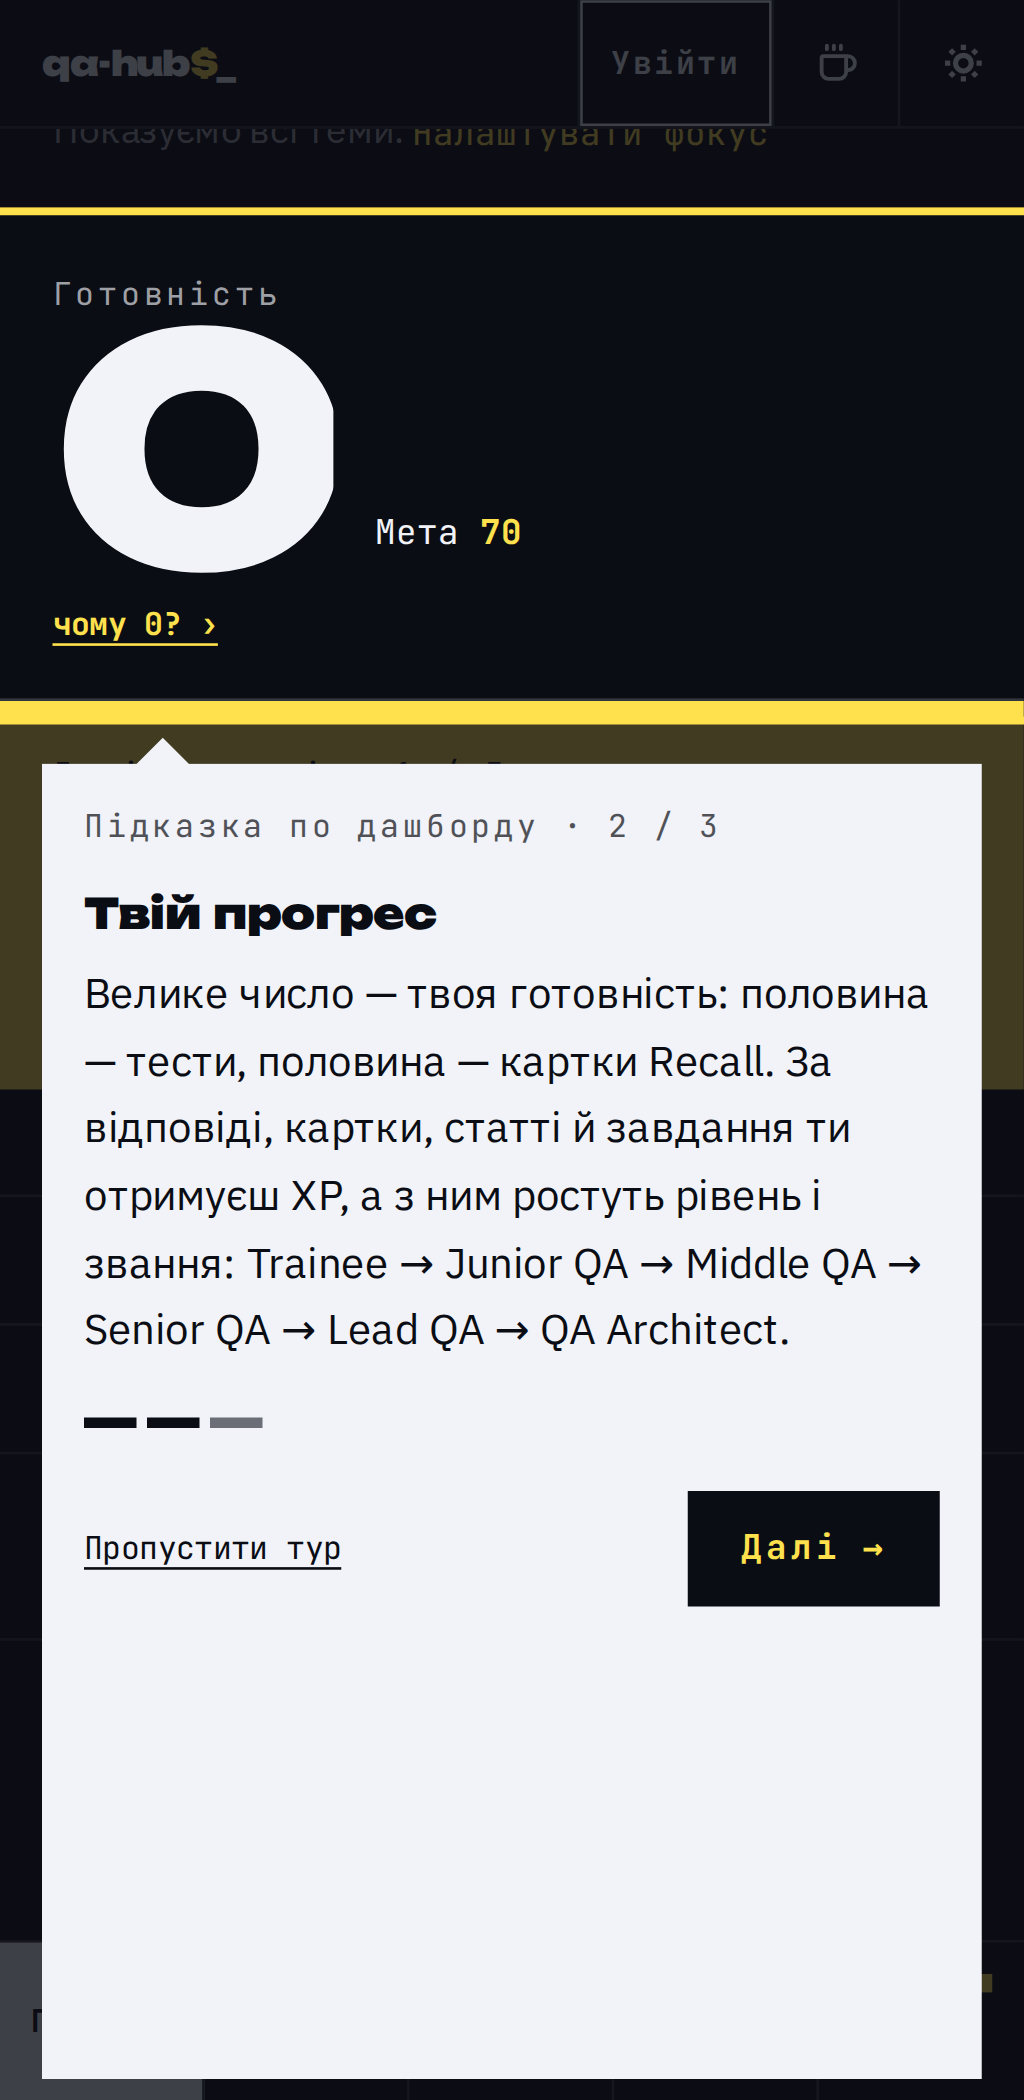 qa-hub$_
Увійти
Показуємо всі теми. Налаштувати фокус
Готовність
0
Мета 70
чому 0? ›
Підказка по дашборду · 2 / 3
Твій прогрес
Велике число — твоя готовність: половина
— тести, половина — картки Recall. За
відповіді, картки, статті й завдання ти
отримуєш XP, а з ним ростуть рівень і
звання: Trainee → Junior QA → Middle QA →
Senior QA → Lead QA → QA Architect.
Пропустити тур
Далі →